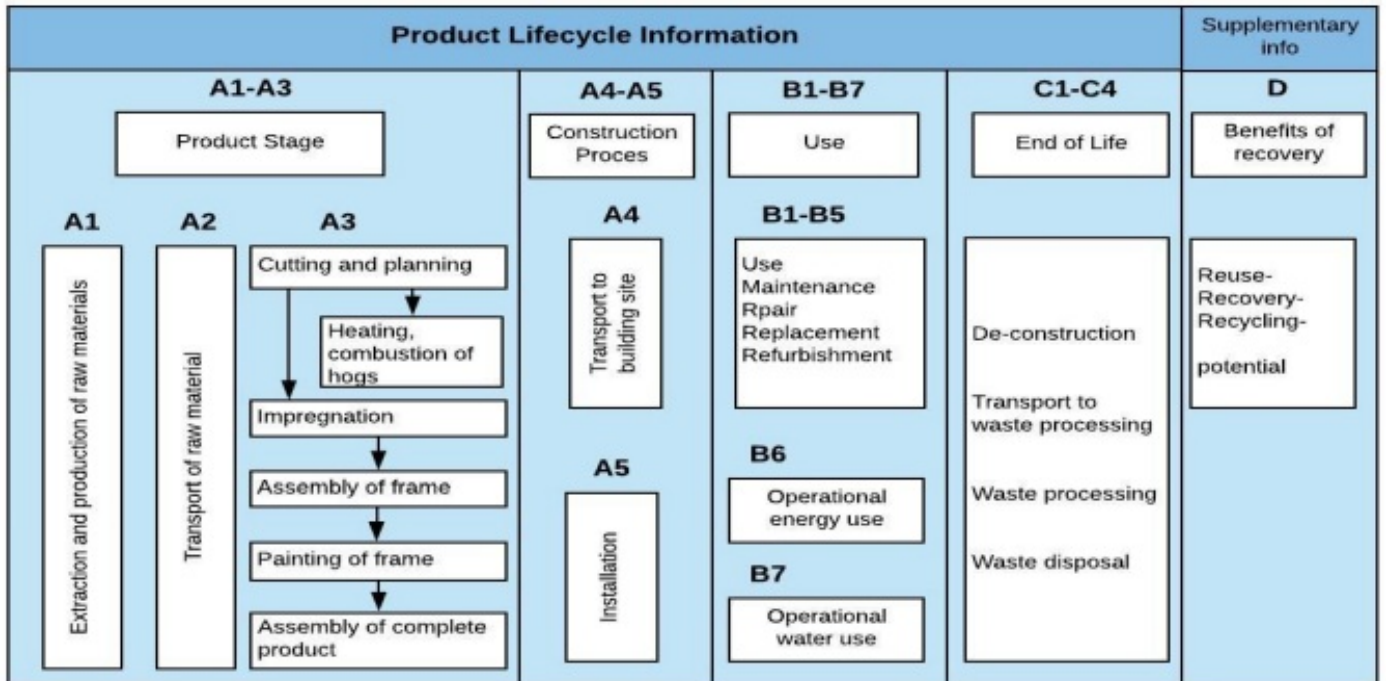 Product Lifecycle Information
Supplementary
info
A1-A3
Product Stage
A4-A5
Construction
Proces
B1-B7
Use
C1-C4
End of Life
D
Benefits of
recovery
A1
Extraction and production of raw materials
A2
Transport of raw material
A3
Cutting and planning
Heating,
combustion of
hogs
Impregnation
Assembly of frame
Painting of frame
Assembly of complete
product
A4
Transport to
building site
A5
Installation
B1-B5
Use
Maintenance
Rpair
Replacement
Refurbishment
B6
Operational
energy use
B7
Operational
water use
De-construction
Transport to
waste processing
Waste processing
Waste disposal
Reuse-
Recovery-
Recycling-
potential